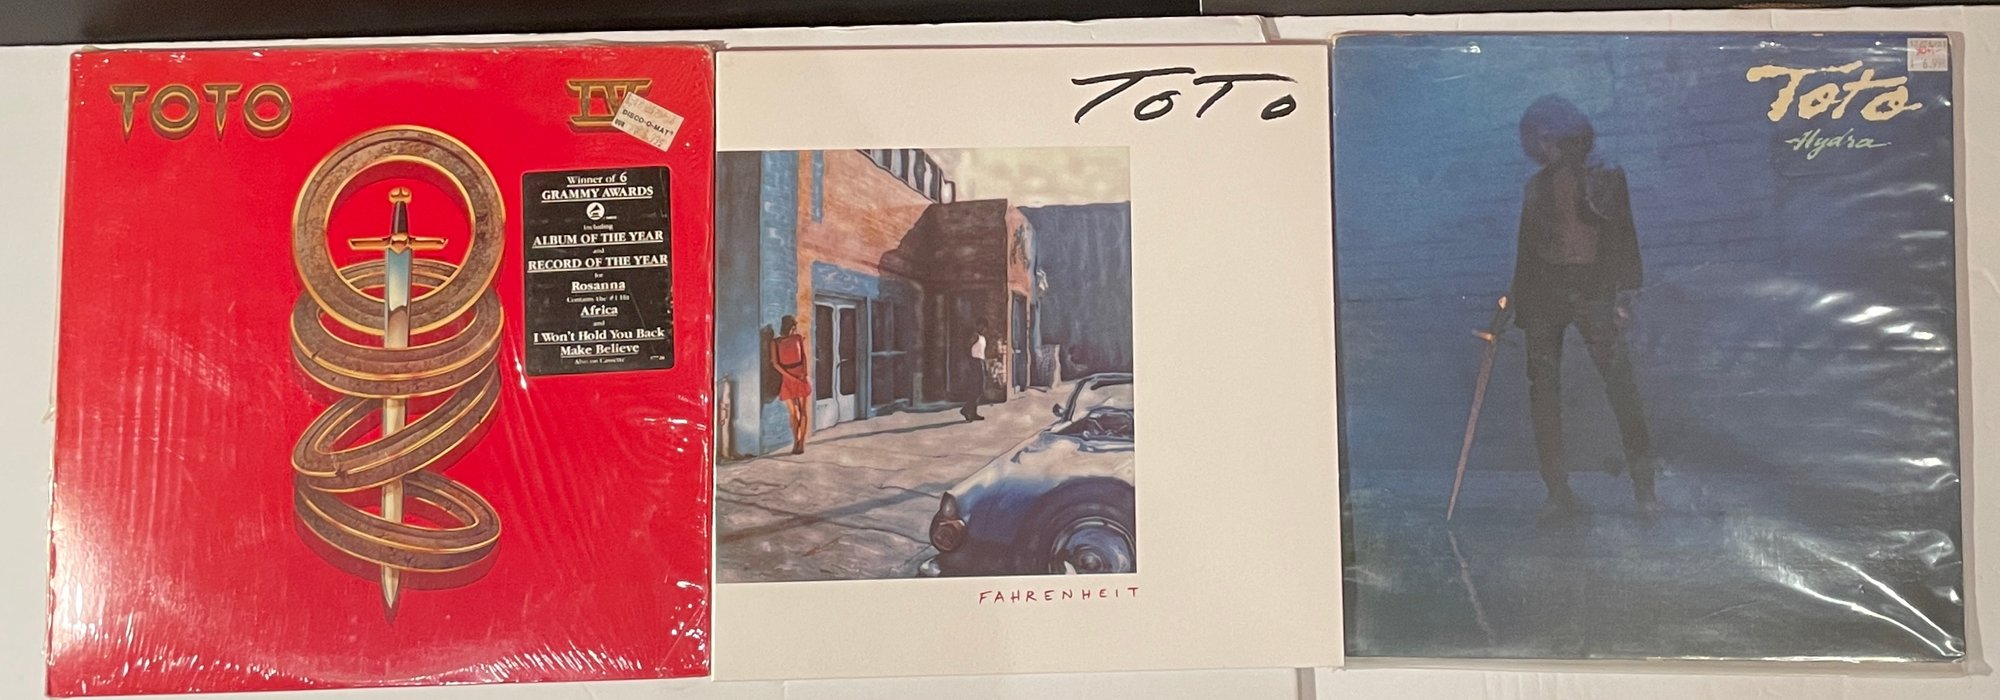 TOTO
IV
DISCO-O-MAT
Winner of 6
GRAMMY AWARDS
Including
ALBUM OF THE YEAR
and
RECORD OF THE YEAR
for
Rosanna
Contains the #1 Hit
Africa
and
I Won't Hold You Back
Make Believe
Also on Cassette
TOTO
FAHRENHEIT
Toto
Hydra
6.99